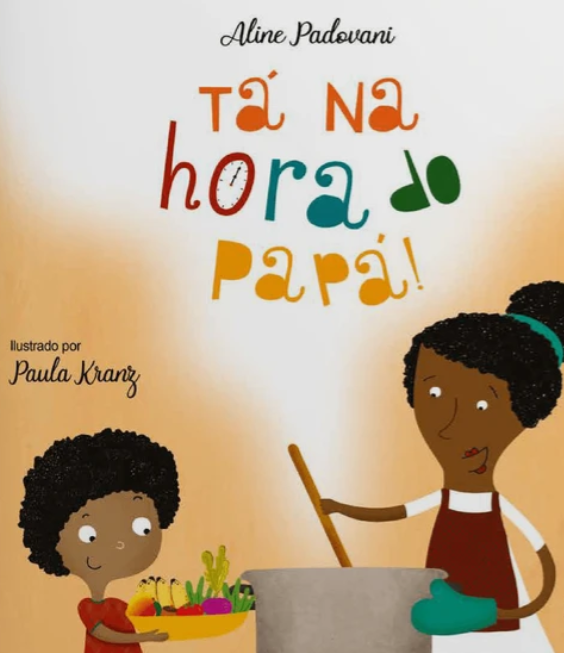 Aline Padovani
Tá Na
hora do
Papá!
Ilustrado por
Paula Kranz